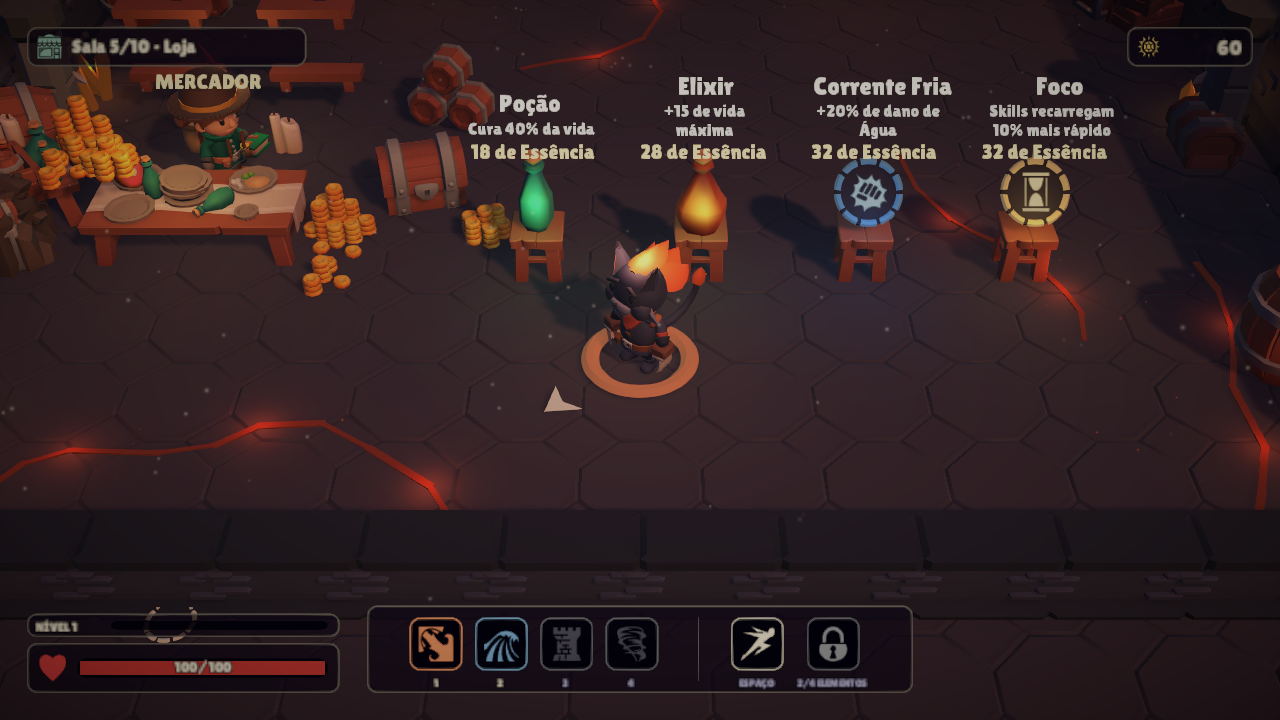 Sala 5/10 - Loja
60
MERCADOR
Poção
Cura 40% da vida
18 de Essência
Elixir
+15 de vida
máxima
28 de Essência
Corrente Fria
+20% de dano de
Água
32 de Essência
Foco
Skills recarregam
10% mais rápido
32 de Essência
NÍVEL 1
100/100
1
2
3
4
ESPAÇO
2/4 ELEMENTOS